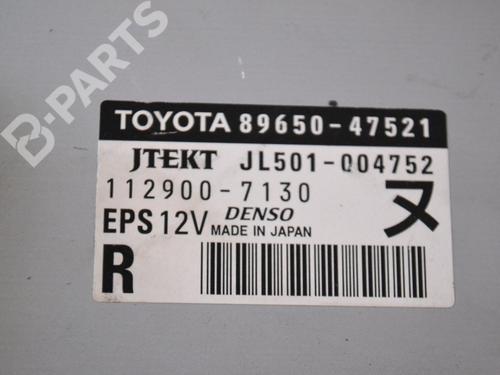 B-PARTS
TOYOTA 89650-47521
JTEKT JL501-Q04752
112900-7130
EPS 12V DENSO
MADE IN JAPAN
ヌ
R